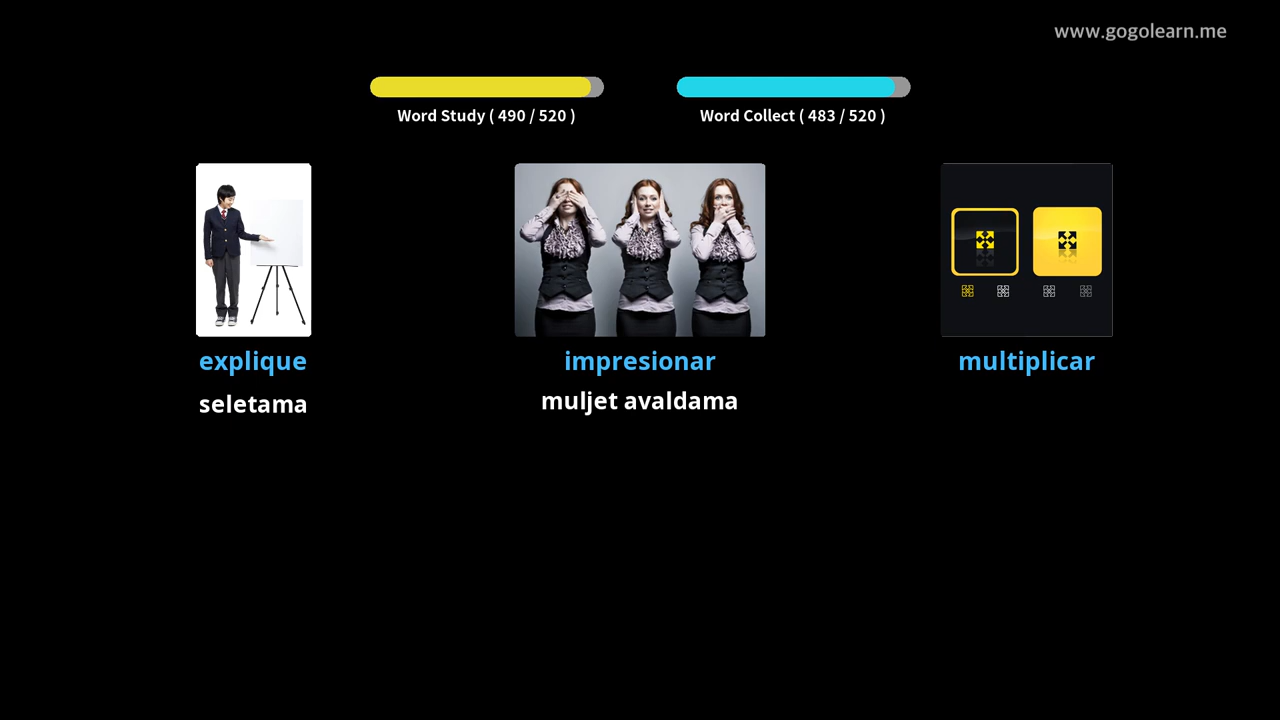 www.gogolearn.me
Word Study ( 490 / 520 )
Word Collect ( 483 / 520 )
explique
impresionar
multiplicar
seletama
muljet avaldama